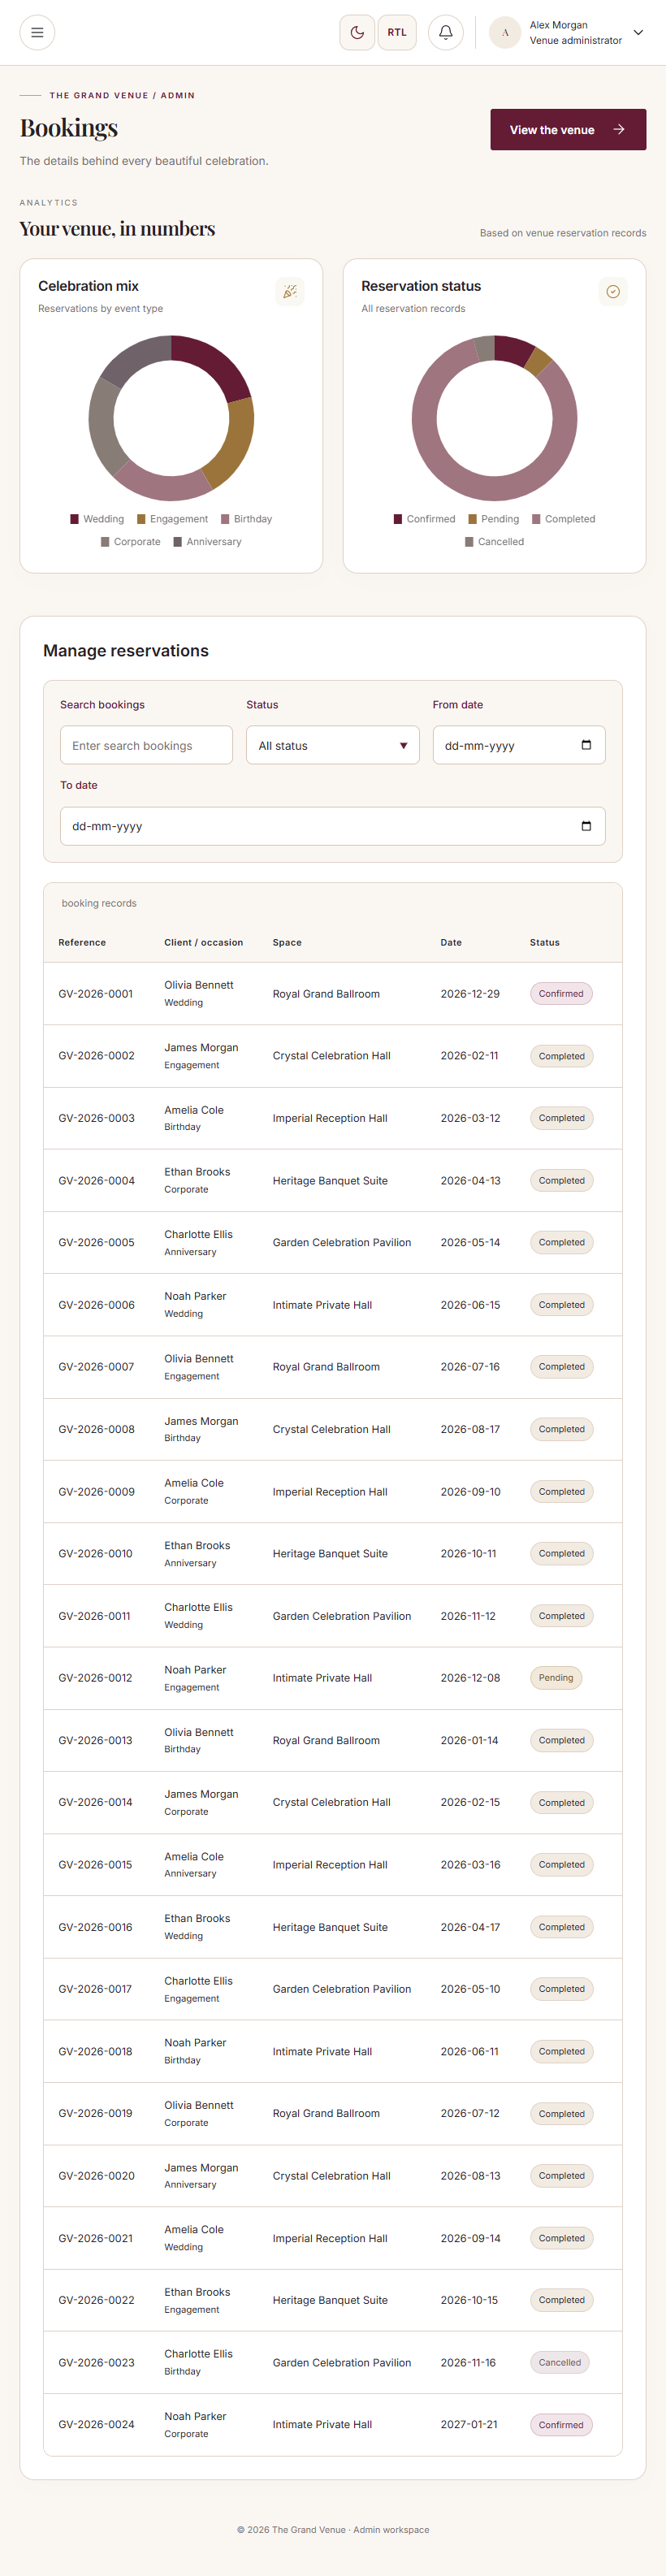 RTL
A
Alex Morgan
Venue administrator
THE GRAND VENUE / ADMIN
Bookings
The details behind every beautiful celebration.
View the venue
ANALYTICS
Your venue, in numbers
Based on venue reservation records
Celebration mix
Reservations by event type
Wedding Engagement Birthday
Corporate Anniversary
Reservation status
All reservation records
Confirmed Pending Completed
Cancelled
Manage reservations
Search bookings Status From date
Enter search bookings All status dd-mm-yyyy
To date
dd-mm-yyyy
booking records
Reference Client / occasion Space Date Status
GV-2026-0001 Olivia Bennett Wedding Royal Grand Ballroom 2026-12-29 Confirmed
GV-2026-0002 James Morgan Engagement Crystal Celebration Hall 2026-02-11 Completed
GV-2026-0003 Amelia Cole Birthday Imperial Reception Hall 2026-03-12 Completed
GV-2026-0004 Ethan Brooks Corporate Heritage Banquet Suite 2026-04-13 Completed
GV-2026-0005 Charlotte Ellis Anniversary Garden Celebration Pavilion 2026-05-14 Completed
GV-2026-0006 Noah Parker Wedding Intimate Private Hall 2026-06-15 Completed
GV-2026-0007 Olivia Bennett Engagement Royal Grand Ballroom 2026-07-16 Completed
GV-2026-0008 James Morgan Birthday Crystal Celebration Hall 2026-08-17 Completed
GV-2026-0009 Amelia Cole Corporate Imperial Reception Hall 2026-09-10 Completed
GV-2026-0010 Ethan Brooks Anniversary Heritage Banquet Suite 2026-10-11 Completed
GV-2026-0011 Charlotte Ellis Wedding Garden Celebration Pavilion 2026-11-12 Completed
GV-2026-0012 Noah Parker Engagement Intimate Private Hall 2026-12-08 Pending
GV-2026-0013 Olivia Bennett Birthday Royal Grand Ballroom 2026-01-14 Completed
GV-2026-0014 James Morgan Corporate Crystal Celebration Hall 2026-02-15 Completed
GV-2026-0015 Amelia Cole Anniversary Imperial Reception Hall 2026-03-16 Completed
GV-2026-0016 Ethan Brooks Wedding Heritage Banquet Suite 2026-04-17 Completed
GV-2026-0017 Charlotte Ellis Engagement Garden Celebration Pavilion 2026-05-10 Completed
GV-2026-0018 Noah Parker Birthday Intimate Private Hall 2026-06-11 Completed
GV-2026-0019 Olivia Bennett Corporate Royal Grand Ballroom 2026-07-12 Completed
GV-2026-0020 James Morgan Anniversary Crystal Celebration Hall 2026-08-13 Completed
GV-2026-0021 Amelia Cole Wedding Imperial Reception Hall 2026-09-14 Completed
GV-2026-0022 Ethan Brooks Engagement Heritage Banquet Suite 2026-10-15 Completed
GV-2026-0023 Charlotte Ellis Birthday Garden Celebration Pavilion 2026-11-16 Cancelled
GV-2026-0024 Noah Parker Corporate Intimate Private Hall 2027-01-21 Confirmed
© 2026 The Grand Venue · Admin workspace